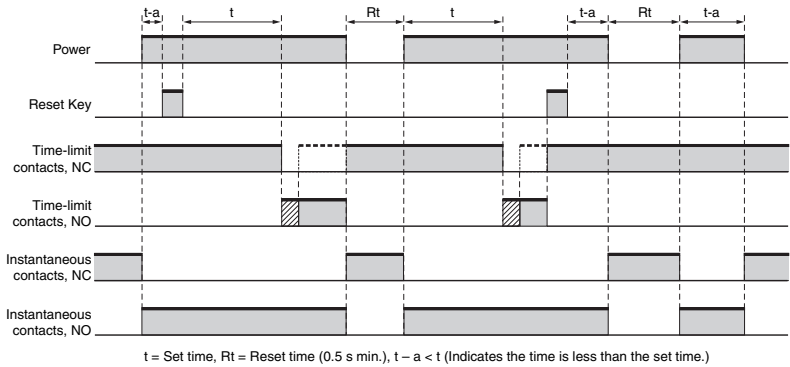 t-a t Rt t t-a Rt t-a
Power
Reset Key
Time-limit
contacts, NC
Time-limit
contacts, NO
Instantaneous
contacts, NC
Instantaneous
contacts, NO
t = Set time, Rt = Reset time (0.5 s min.), t – a < t (Indicates the time is less than the set time.)